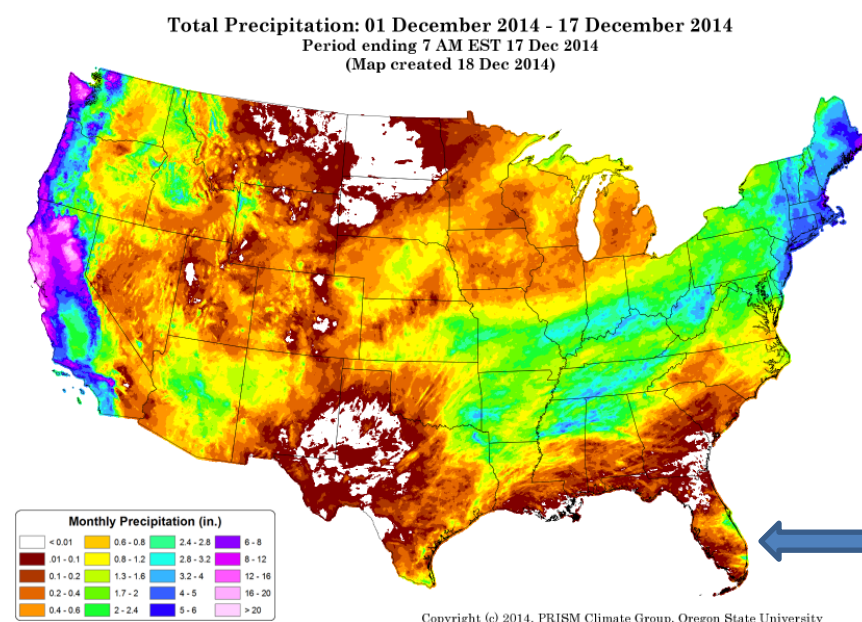 Total Precipitation: 01 December 2014 - 17 December 2014
Period ending 7 AM EST 17 Dec 2014
(Map created 18 Dec 2014)
Monthly Precipitation (in.)
< 0.01 0.6 - 0.8 2.4 - 2.8 6 - 8
.01 - 0.1 0.8 - 1.2 2.8 - 3.2 8 - 12
0.1 - 0.2 1.3 - 1.6 3.2 - 4 12 - 16
0.2 - 0.4 1.7 - 2 4 - 5 16 - 20
0.4 - 0.6 2 - 2.4 5 - 6 > 20
Copyright (c) 2014, PRISM Climate Group, Oregon State University